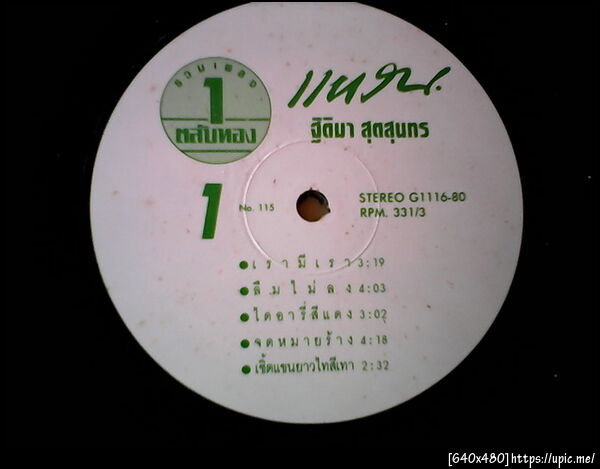 รวมเพลง
1
ตลับทอง
แหวน.
ฐิติมา สุตสุนทร
1
No. 115
STEREO G1116-80
RPM. 331/3
เรามีเรา 3:19
ลืมไม่ลง 4:03
ไดอารี่สีแดง 3:02
จดหมายร้าง 4:18
เชิ้ตแขนยาวไทสีเทา 2:32
[640x480]https://upic.me/